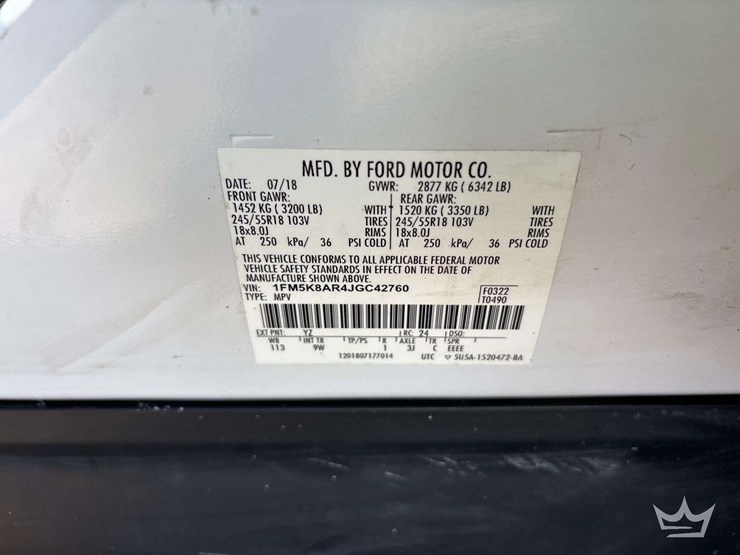 MFD. BY FORD MOTOR CO.
DATE: 07/18 GVWR: 2877 KG ( 6342 LB)
FRONT GAWR: REAR GAWR:
1452 KG ( 3200 LB) WITH 1520 KG ( 3350 LB) WITH
245/55R18 103V TIRES 245/55R18 103V TIRES
18x8.0J RIMS 18x8.0J RIMS
AT 250 kPa/ 36 PSI COLD AT 250 kPa/ 36 PSI COLD
THIS VEHICLE CONFORMS TO ALL APPLICABLE FEDERAL MOTOR
VEHICLE SAFETY STANDARDS IN EFFECT ON THE DATE OF
MANUFACTURE SHOWN ABOVE.
VIN: 1FM5K8AR4JGC42760 F0322
TYPE: MPV T0490
EXT PNT: YZ RC: 24 DSO:
WB INT TR TP/PS R AXLE TR SPR
113 9W 1 3J C EEEE
1201807177014 UTC 5U5A-1520472-BA